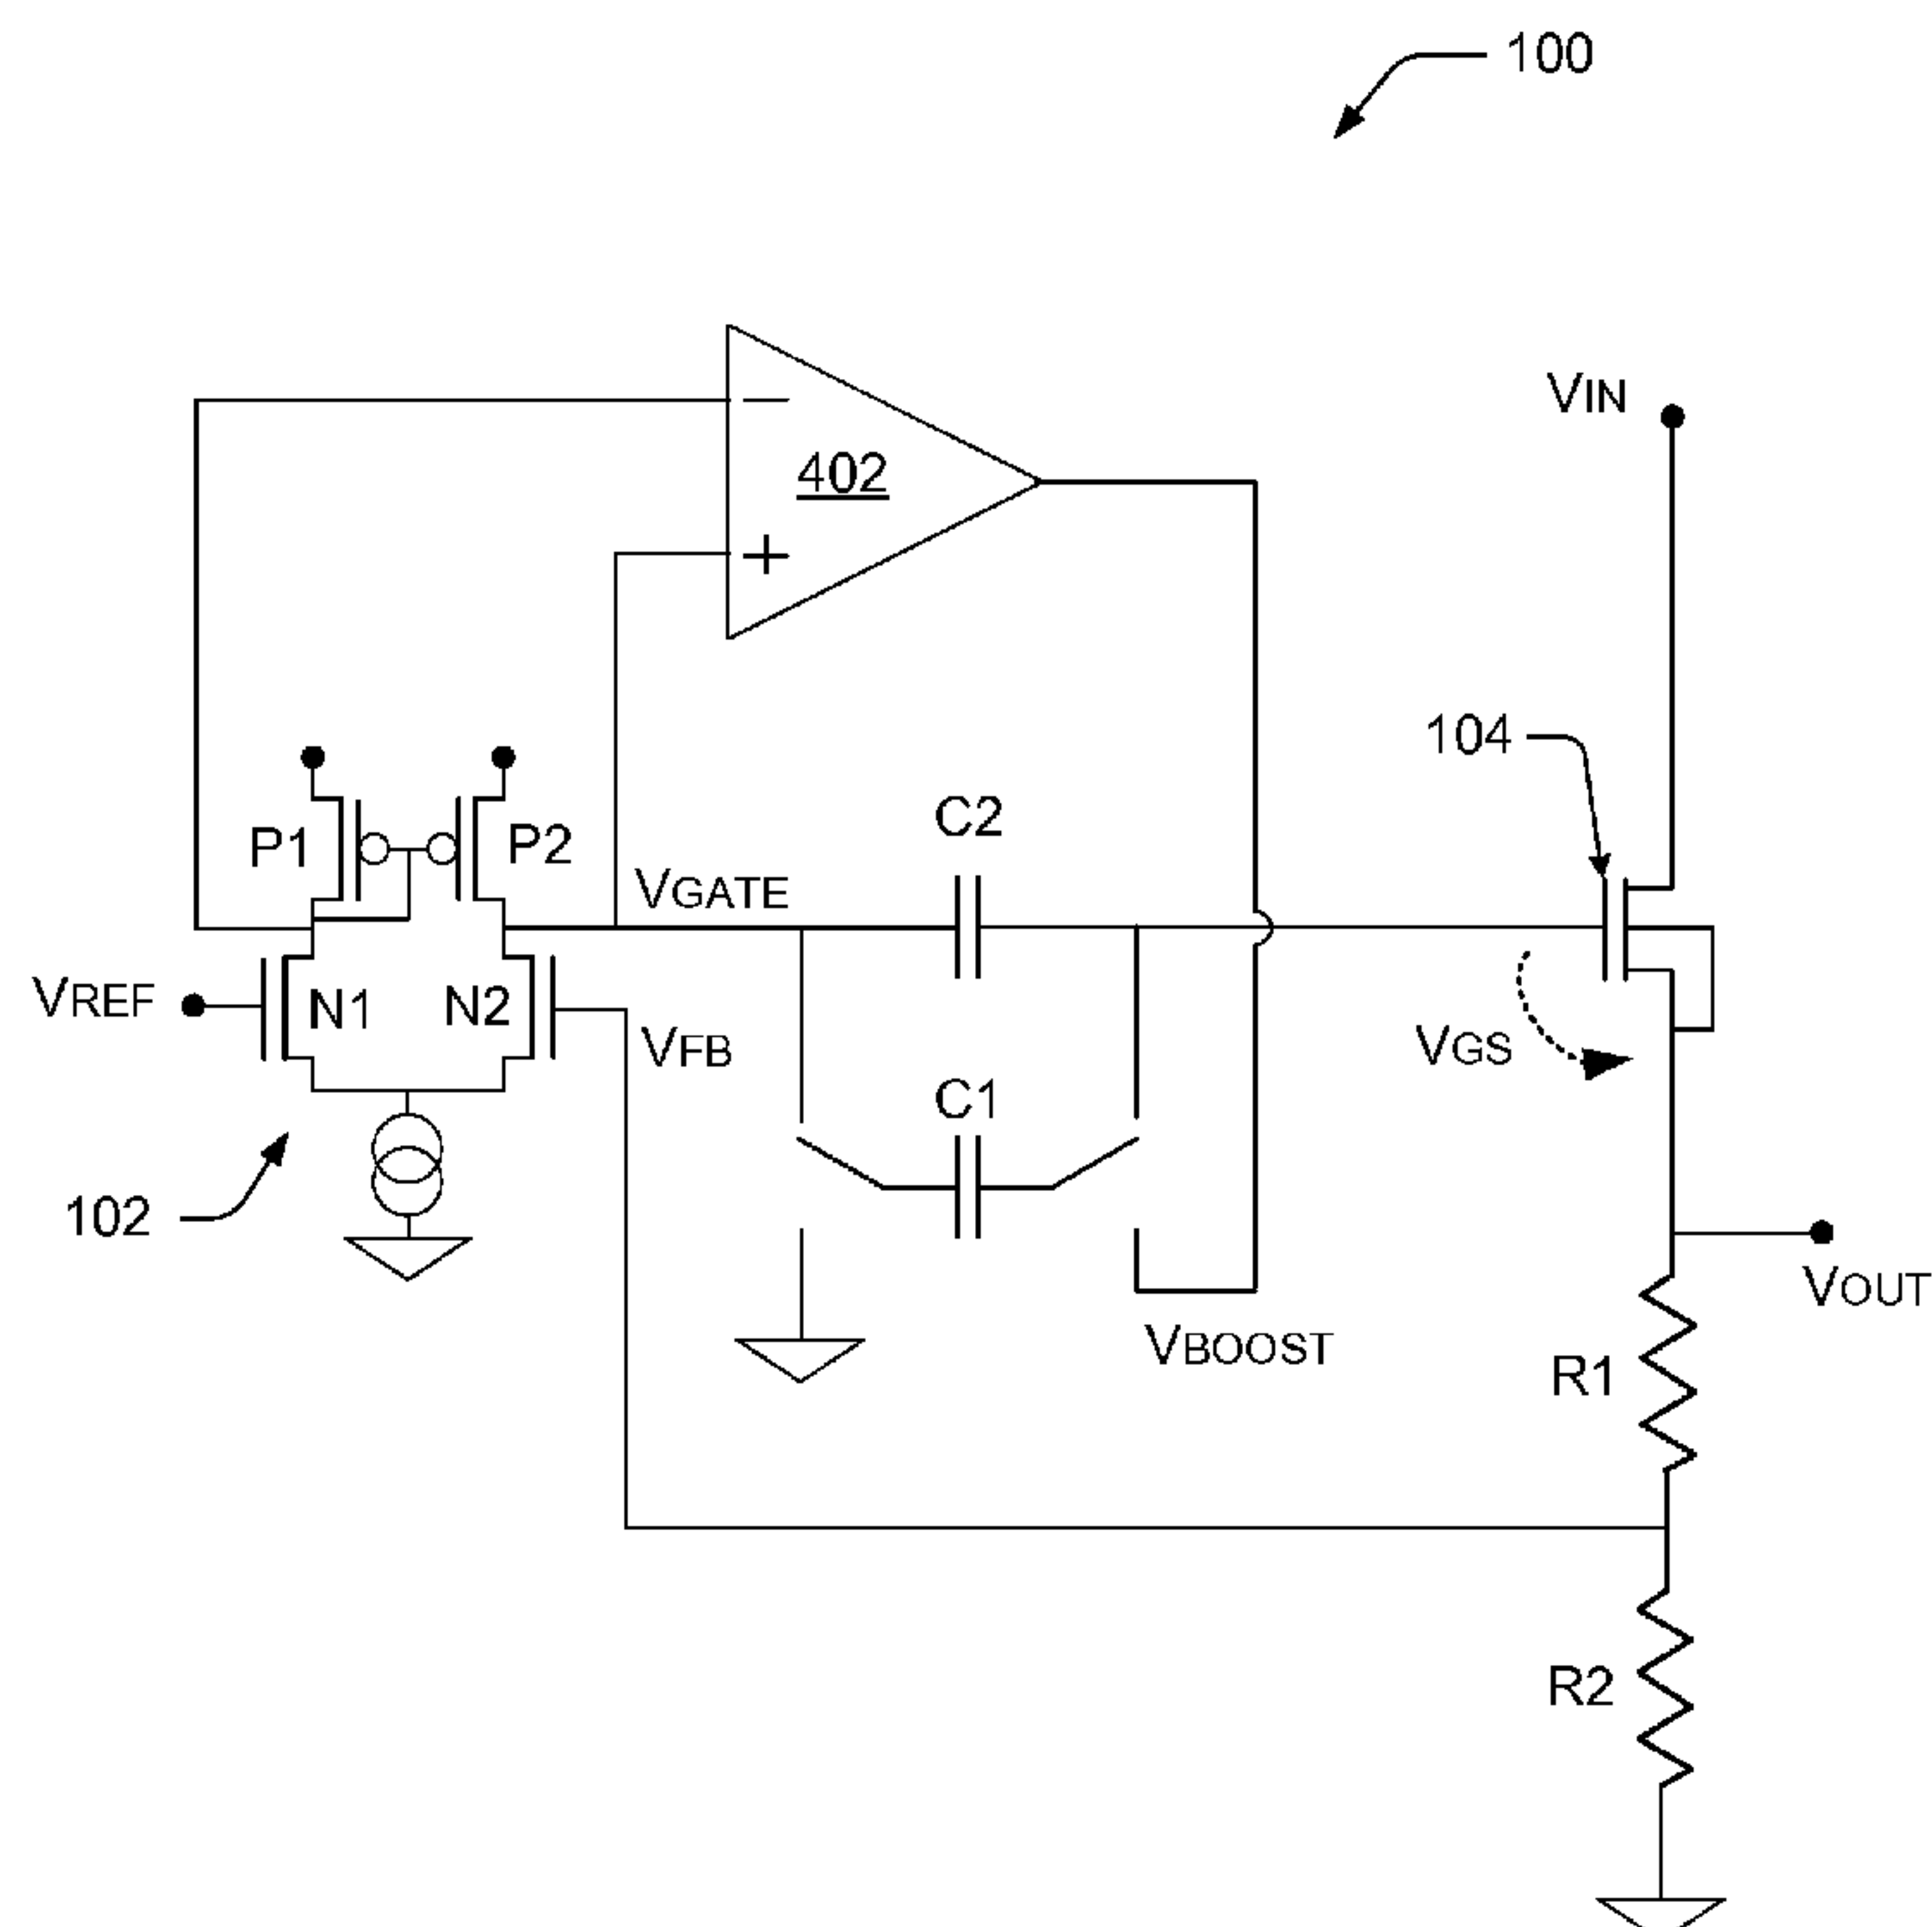 100
−
402
+
VIN
104
P1
P2
C2
VGATE
VREF
N1
N2
VFB
VGS
C1
102
VOUT
VBOOST
R1
R2